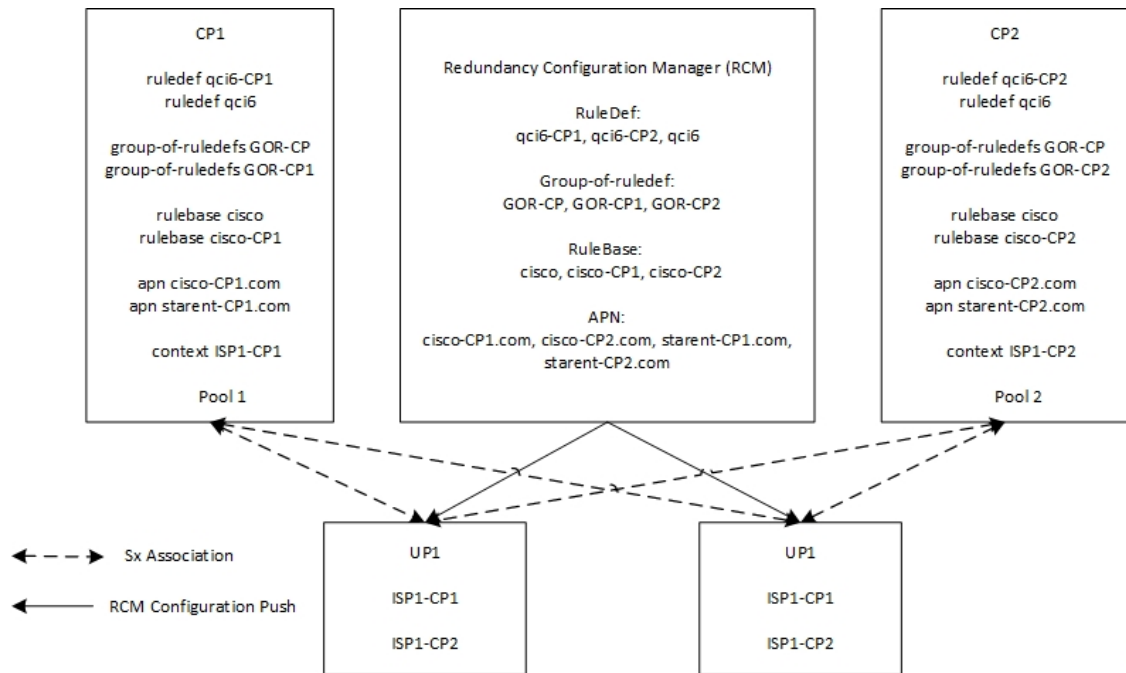 CP1
ruledef qci6-CP1
ruledef qci6
group-of-ruledefs GOR-CP
group-of-ruledefs GOR-CP1
rulebase cisco
rulebase cisco-CP1
apn cisco-CP1.com
apn starent-CP1.com
context ISP1-CP1
Pool 1
Redundancy Configuration Manager (RCM)
RuleDef:
qci6-CP1, qci6-CP2, qci6
Group-of-ruledef:
GOR-CP, GOR-CP1, GOR-CP2
RuleBase:
cisco, cisco-CP1, cisco-CP2
APN:
cisco-CP1.com, cisco-CP2.com, starent-CP1.com,
starent-CP2.com
CP2
ruledef qci6-CP2
ruledef qci6
group-of-ruledefs GOR-CP
group-of-ruledefs GOR-CP2
rulebase cisco
rulebase cisco-CP2
apn cisco-CP2.com
apn starent-CP2.com
context ISP1-CP2
Pool 2
Sx Association
RCM Configuration Push
UP1
ISP1-CP1
ISP1-CP2
UP1
ISP1-CP1
ISP1-CP2